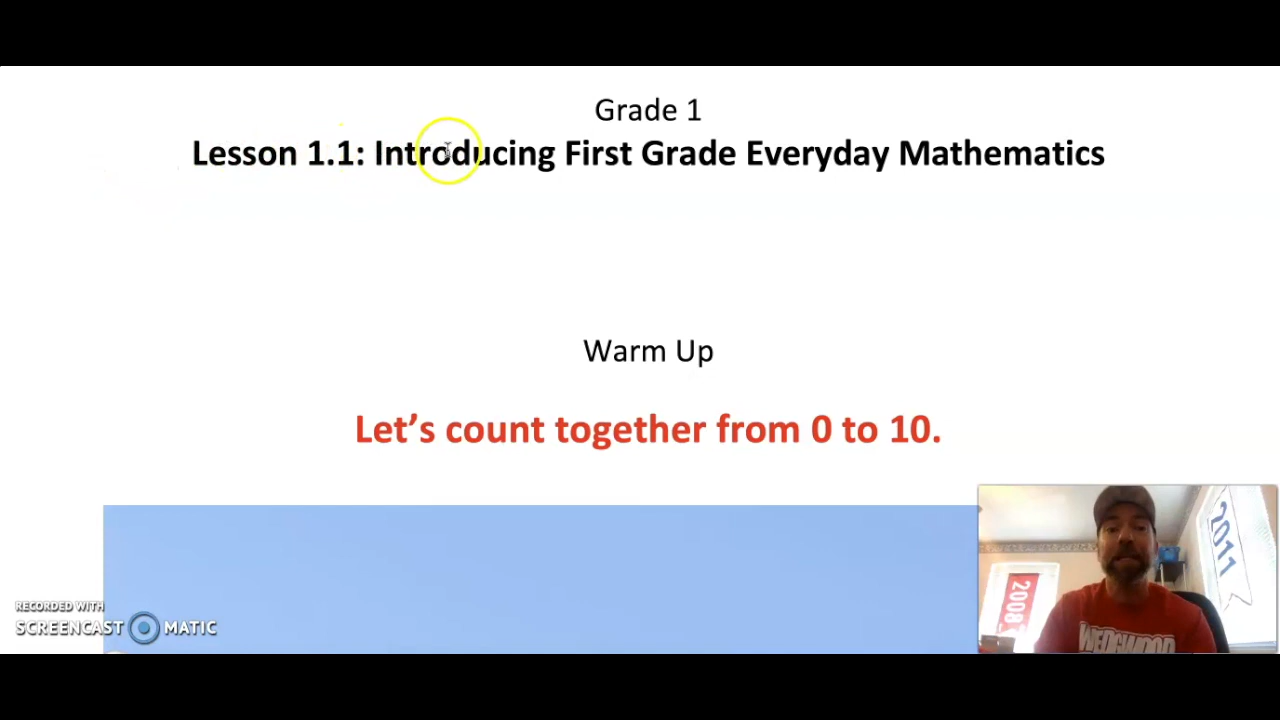 Grade 1
Lesson 1.1: Introducing First Grade Everyday Mathematics
Warm Up
Let's count together from 0 to 10.
2011
2008
WEDGWOOD
RECORDED WITH
SCREENCAST MATIC